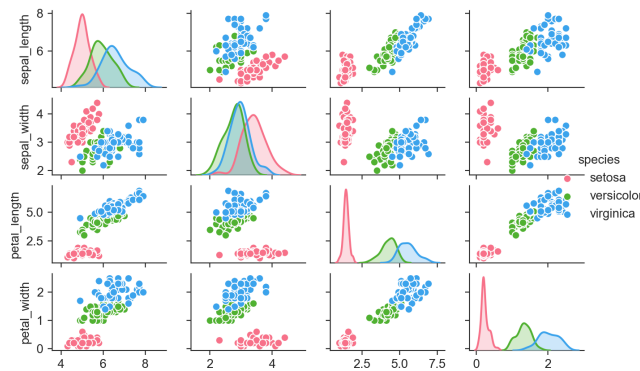 sepal_length
8
6
sepal_width
4
3
2
species
setosa
versicolor
virginica
petal_length
5.0
2.5
petal_width
2
1
0
4 6 8
2 4
2.5 5.0 7.5
0 2